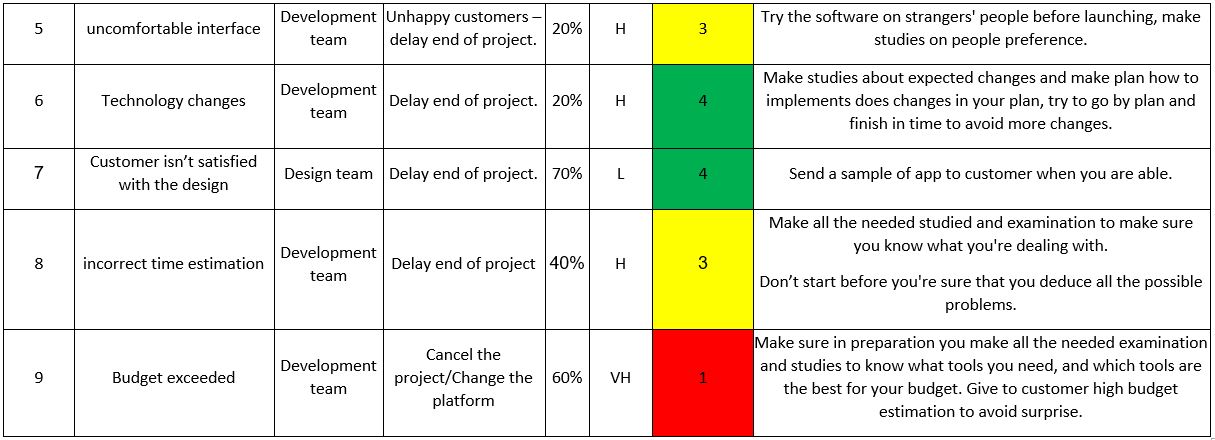 5
uncomfortable interface
Development
team
Unhappy customers –
delay end of project.
20%
H
3
Try the software on strangers' people before launching, make
studies on people preference.
6
Technology changes
Development
team
Delay end of project.
20%
H
4
Make studies about expected changes and make plan how to
implements does changes in your plan, try to go by plan and
finish in time to avoid more changes.
7
Customer isn’t satisfied
with the design
Design team
Delay end of project.
70%
L
4
Send a sample of app to customer when you are able.
8
incorrect time estimation
Development
team
Delay end of project
40%
H
3
Make all the needed studied and examination to make sure
you know what you're dealing with.
Don’t start before you're sure that you deduce all the possible
problems.
9
Budget exceeded
Development
team
Cancel the
project/Change the
platform
60%
VH
1
Make sure in preparation you make all the needed examination
and studies to know what tools you need, and which tools are
the best for your budget. Give to customer high budget
estimation to avoid surprise.